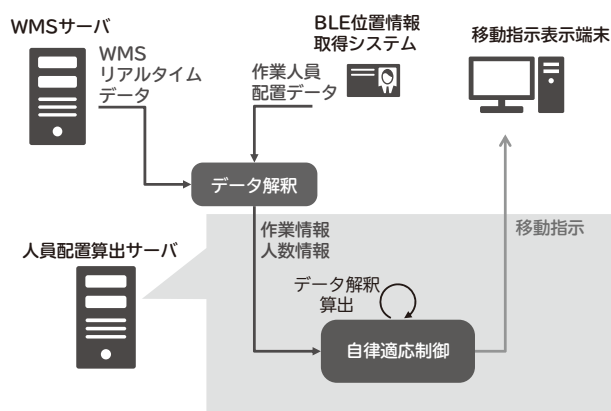 WMSサーバ
WMS
リアルタイム
データ
BLE位置情報
取得システム
作業人員
配置データ
移動指示表示端末
データ解釈
作業情報
人数情報
移動指示
人員配置算出サーバ
データ解釈
算出
自律適応制御